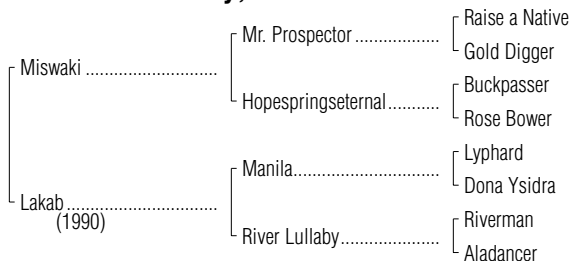 Raise a Native
Mr. Prospector ..................
Gold Digger
Miswaki ............................
Buckpasser
Hopespringseternal...........
Rose Bower
Lyphard
Manila...............................
Dona Ysidra
Lakab ................................
(1990)
Riverman
River Lullaby.....................
Aladancer